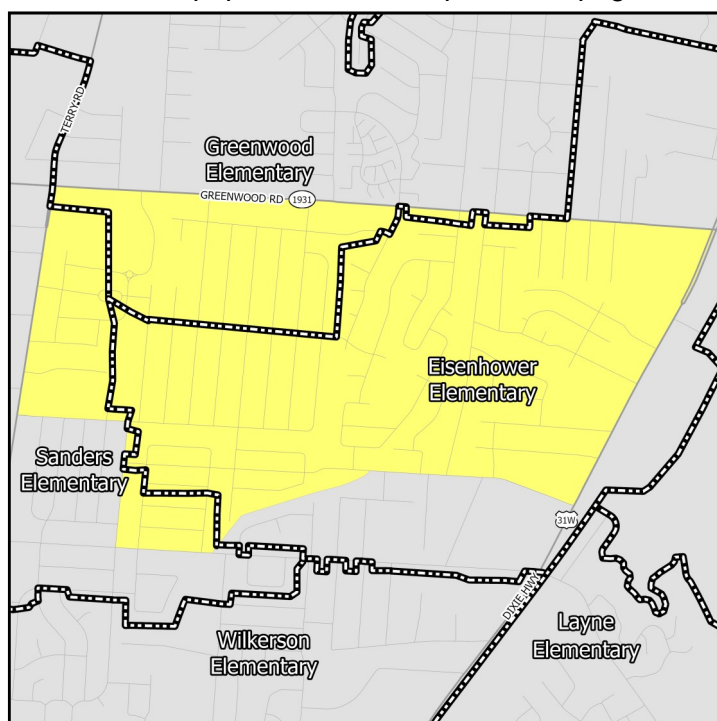 TERRY RD
Greenwood
Elementary
GREENWOOD RD 1931
Eisenhower
Elementary
Sanders
Elementary
31W
DIXIE HWY
Wilkerson
Elementary
Layne
Elementary